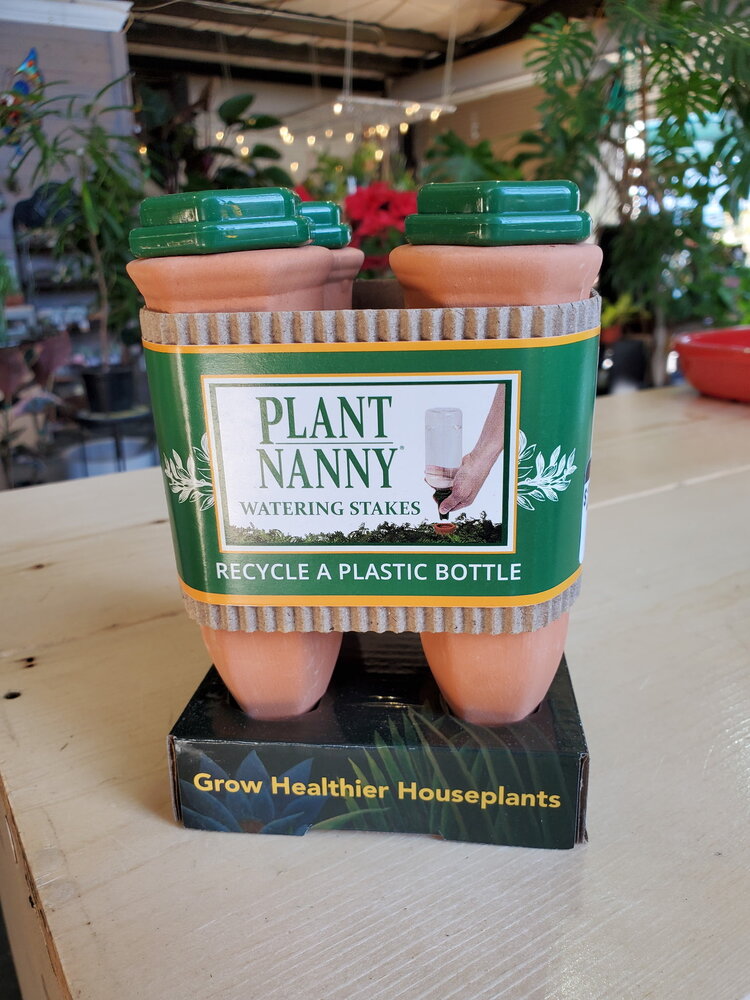 PLANT
NANNY®
WATERING STAKES
RECYCLE A PLASTIC BOTTLE
Grow Healthier Houseplants